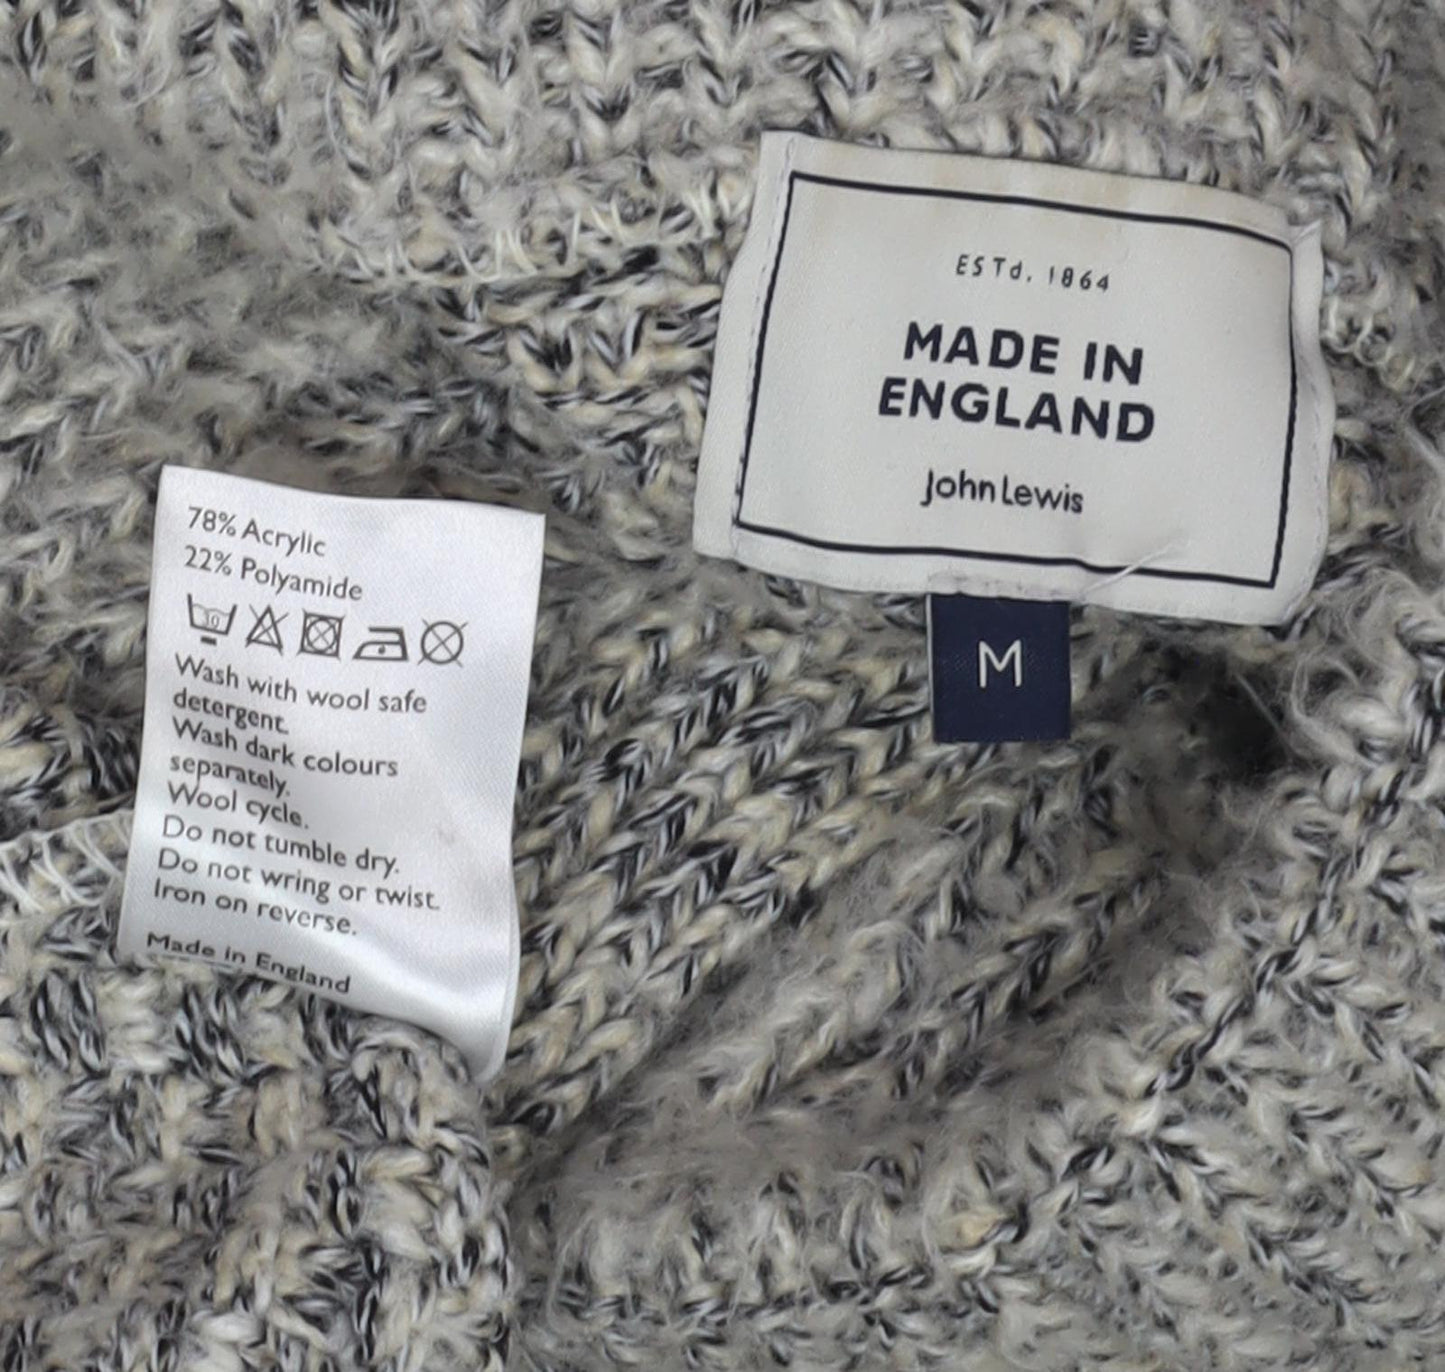 ESTd. 1864
MADE IN
ENGLAND
John Lewis
M
78% Acrylic
22% Polyamide
30
Wash with wool safe
detergent.
Wash dark colours
separately.
Wool cycle.
Do not tumble dry.
Do not wring or twist.
Iron on reverse.
Made in England